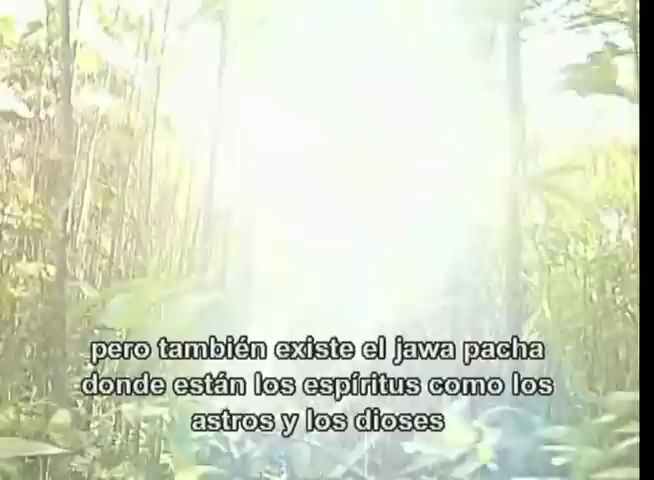 pero también existe el jawa pacha
donde están los espíritus como los
astros y los dioses